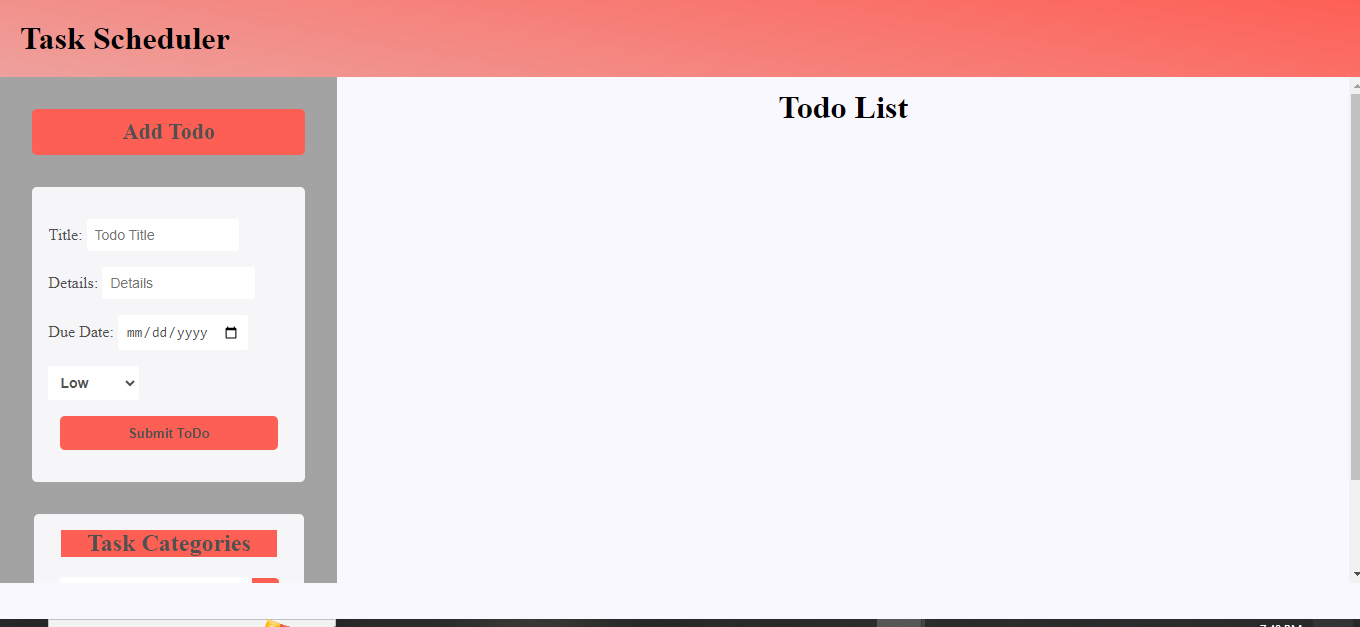 Task Scheduler
Add Todo
Title: Todo Title
Details: Details
Due Date: mm/dd/yyyy
Low
Submit ToDo
Task Categories
Todo List